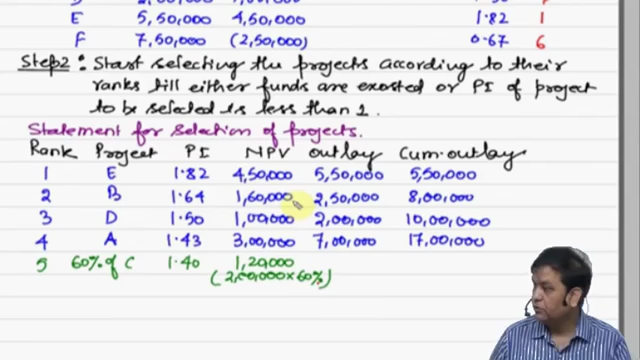 E 5,50,000 4,50,000 1.82 1
F 7,50,000 (2,50,000) 0.67 6
Step2: Start selecting the projects according to their
ranks till either funds are exosted or PI of project
to be selected is less than 1.
Statement for selection of projects.
Rank Project PI NPV outlay Cum.outlay
1 E 1.82 4,50,000 5,50,000 5,50,000
2 B 1.64 1,60,000 2,50,000 8,00,000
3 D 1.50 1,00,000 2,00,000 10,00,000
4 A 1.43 3,00,000 7,00,000 17,00,000
5 60% of C 1.40 1,20,000
(2,00,000 x 60%)